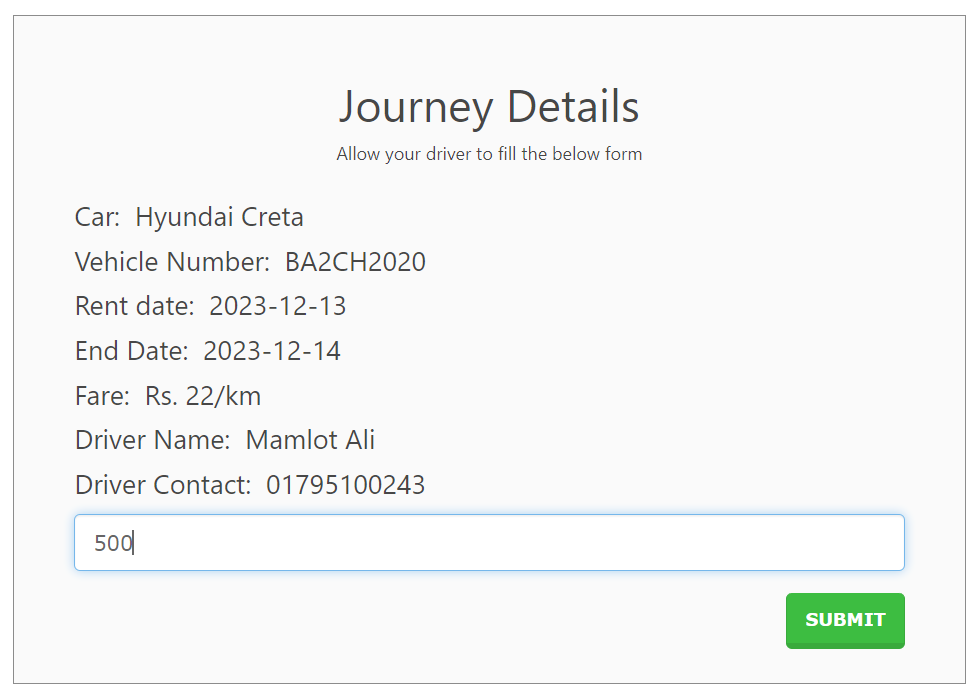 Journey Details
Allow your driver to fill the below form
Car: Hyundai Creta
Vehicle Number: BA2CH2020
Rent date: 2023-12-13
End Date: 2023-12-14
Fare: Rs. 22/km
Driver Name: Mamlot Ali
Driver Contact: 01795100243
500
SUBMIT